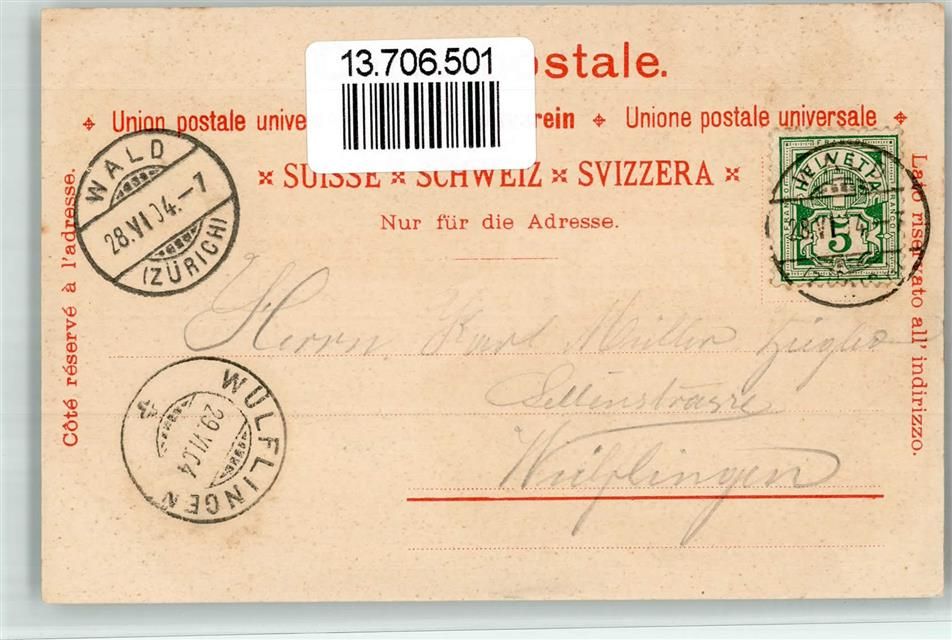 13.706.501
ostale.
Union postale unive rein Unione postale universale
SUISSE SCHWEIZ SVIZZERA
Nur für die Adresse.
Côté réservé à l'adresse.
Lato riservato all' indirizzo.
WALD
28.VI.04.-7
(ZÜRICH)
HELVETIA
5
WÜLFLINGEN
29.VI.04
Herrn. Karl Müller Ziegler
Wülflingen